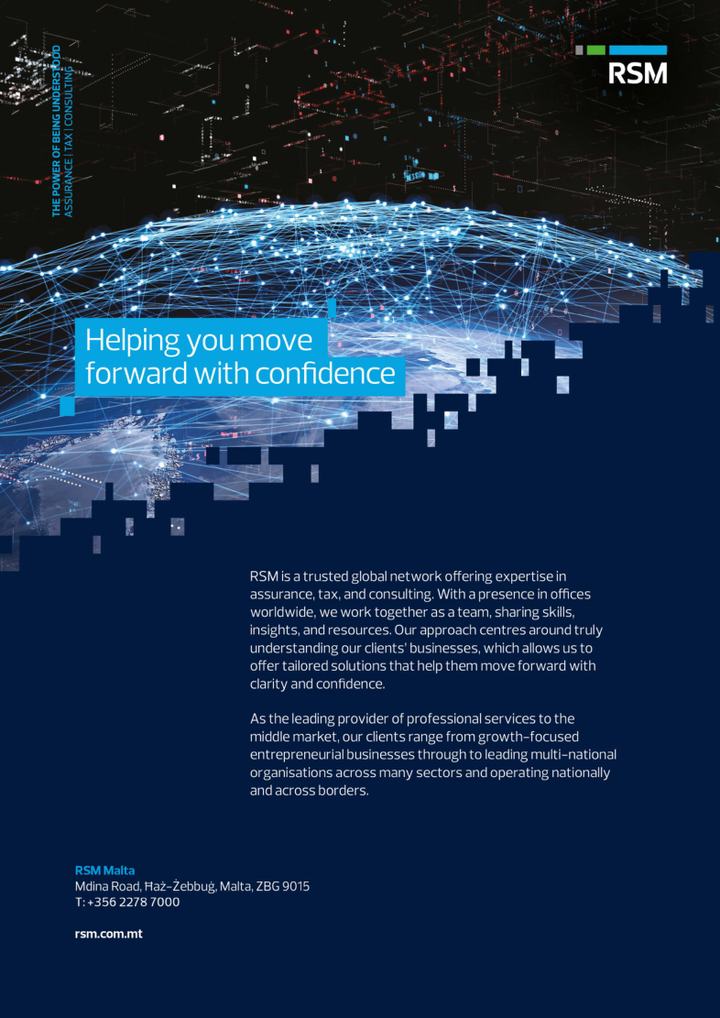 THE POWER OF BEING UNDERSTOOD
ASSURANCE | TAX | CONSULTING
RSM
Helping you move
forward with confidence
RSM is a trusted global network offering expertise in
assurance, tax, and consulting. With a presence in offices
worldwide, we work together as a team, sharing skills,
insights, and resources. Our approach centres around truly
understanding our clients' businesses, which allows us to
offer tailored solutions that help them move forward with
clarity and confidence.
As the leading provider of professional services to the
middle market, our clients range from growth-focused
entrepreneurial businesses through to leading multi-national
organisations across many sectors and operating nationally
and across borders.
RSM Malta
Mdina Road, Ħaż-Żebbuġ, Malta, ZBG 9015
T: +356 2278 7000
rsm.com.mt